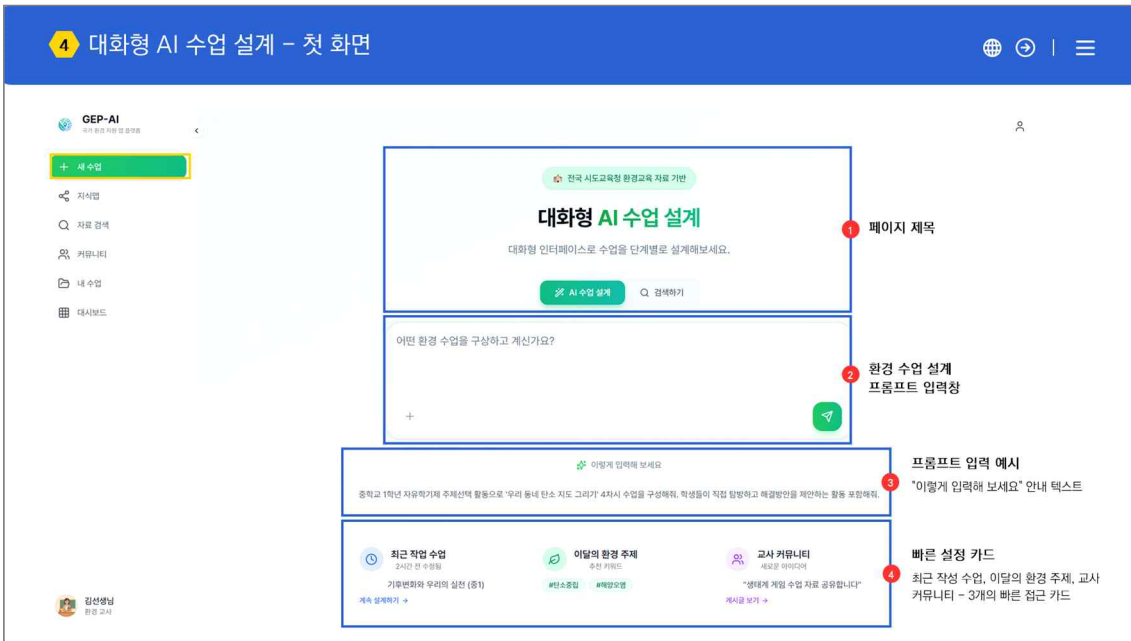 4 대화형 AI 수업 설계 - 첫 화면
GEP-AI
새 수업
지식맵
자료 검색
커뮤니티
내 수업
대시보드
김선생님
환경 교사
전국 시도교육청 환경교육 자료 기반
대화형 AI 수업 설계
대화형 인터페이스로 수업을 단계별로 설계해보세요.
AI 수업 설계
검색하기
1 페이지 제목
어떤 환경 수업을 구상하고 계신가요?
2 환경 수업 설계
프롬프트 입력창
이렇게 입력해 보세요
중학교 1학년 자유학기제 주제선택 활동으로 '우리 동네 탄소 지도 그리기' 4차시 수업을 구성해줘. 학생들이 직접 탐방하고 해결방안을 제안하는 활동 포함해줘.
3 프롬프트 입력 예시
"이렇게 입력해 보세요" 안내 텍스트
최근 작업 수업
2시간 전 수정됨
기후변화와 우리의 실천 (중1)
계속 설계하기 →
이달의 환경 주제
추천 키워드
#탄소중립 #해양오염
교사 커뮤니티
새로운 아이디어
"생태계 게임 수업 자료 공유합니다"
게시글 보기 →
4 빠른 설정 카드
최근 작성 수업, 이달의 환경 주제, 교사
커뮤니티 - 3개의 빠른 접근 카드